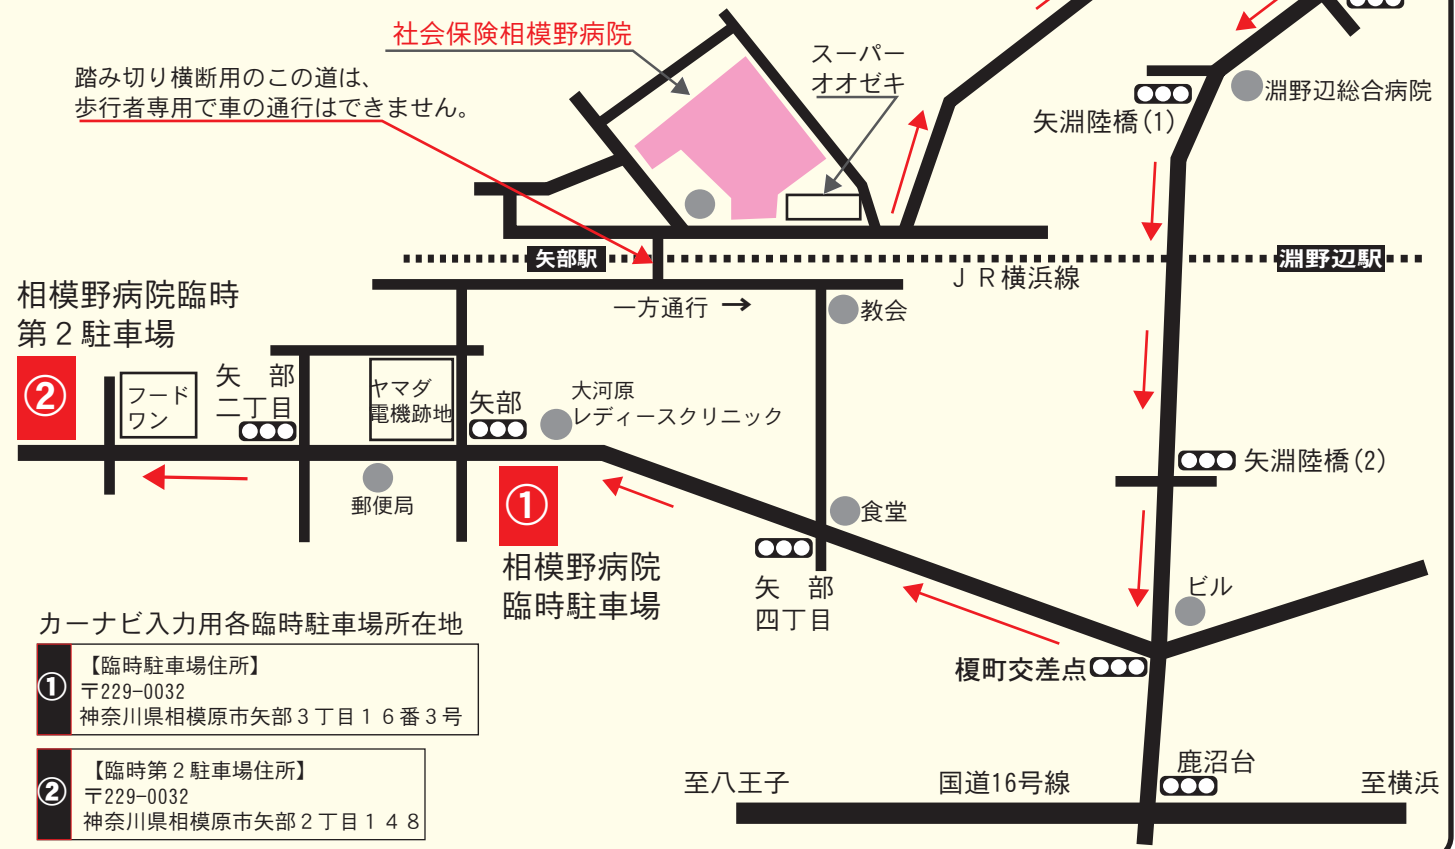 社会保険相模野病院
スーパー
オオゼキ
踏み切り横断用のこの道は、
歩行者専用で車の通行はできません。
淵野辺総合病院
矢淵陸橋(1)
矢部駅
淵野辺駅
ＪＲ横浜線
一方通行 →
教会
相模野病院臨時
第２駐車場
②
フード
ワン
矢　部
二丁目
ヤマダ
電機跡地
矢部
大河原
レディースクリニック
郵便局
①
相模野病院
臨時駐車場
食堂
矢　部
四丁目
矢淵陸橋(2)
ビル
榎町交差点
カーナビ入力用各臨時駐車場所在地
①
【臨時駐車場住所】
〒229-0032
神奈川県相模原市矢部３丁目１６番３号
②
【臨時第２駐車場住所】
〒229-0032
神奈川県相模原市矢部２丁目１４８
至八王子
国道16号線
鹿沼台
至横浜